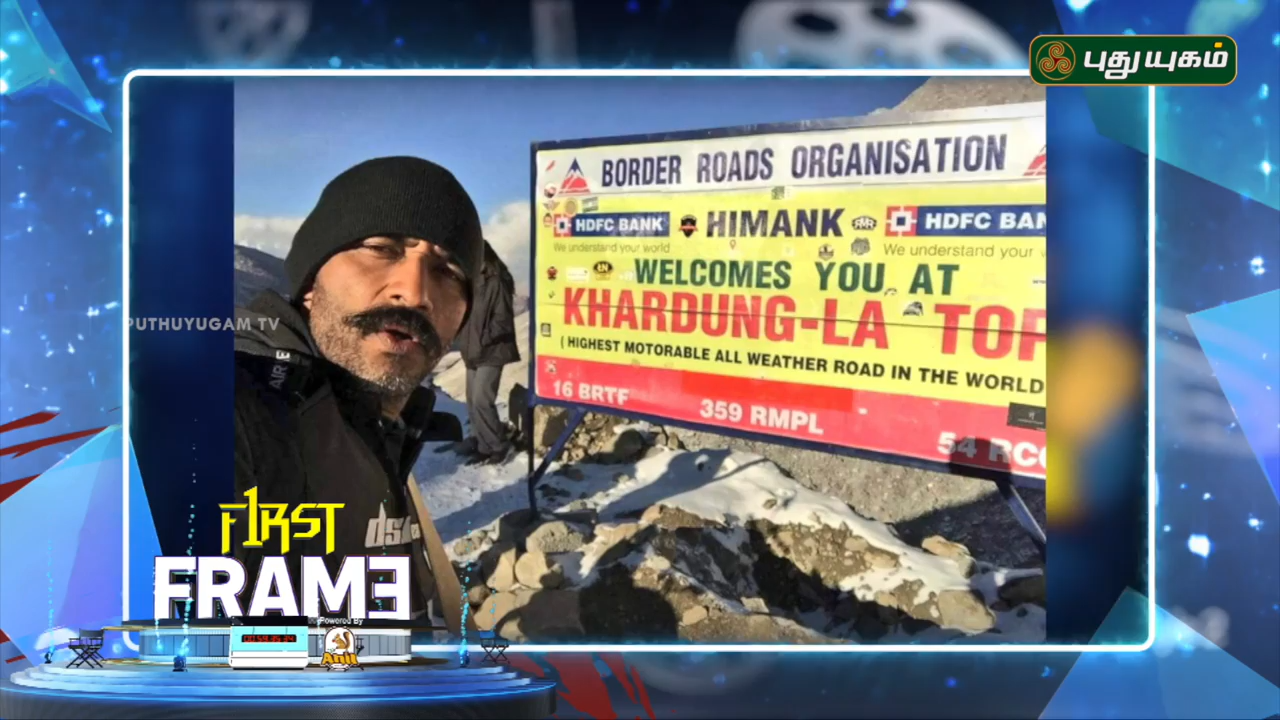 புதுயுகம்
BORDER ROADS ORGANISATION
HDFC BANK HIMANK HDFC BAN
We understand your world We understand your
WELCOMES YOU AT
KHARDUNG-LA TOP
( HIGHEST MOTORABLE ALL WEATHER ROAD IN THE WORLD
16 BRTF 359 RMPL 54 RCC
PUTHUYUGAM TV
F1RST
FRAME
Powered By
Anil